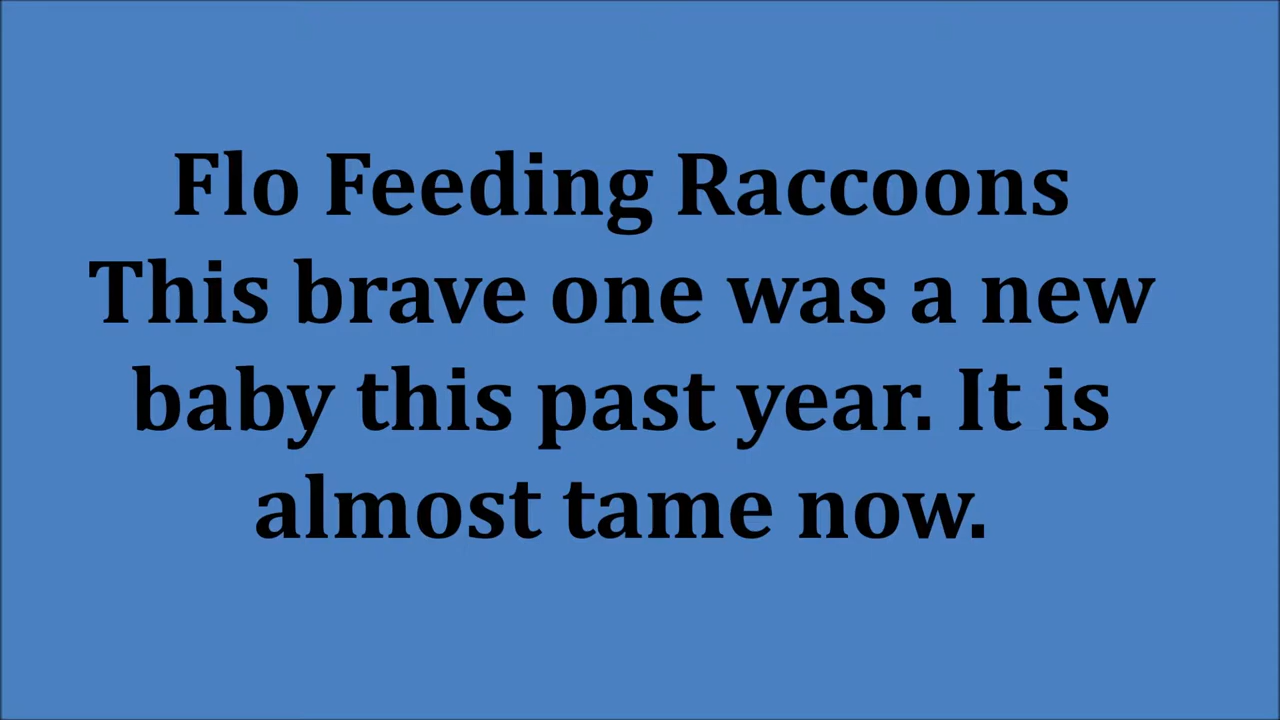 Flo Feeding Raccoons
This brave one was a new
baby this past year. It is
almost tame now.